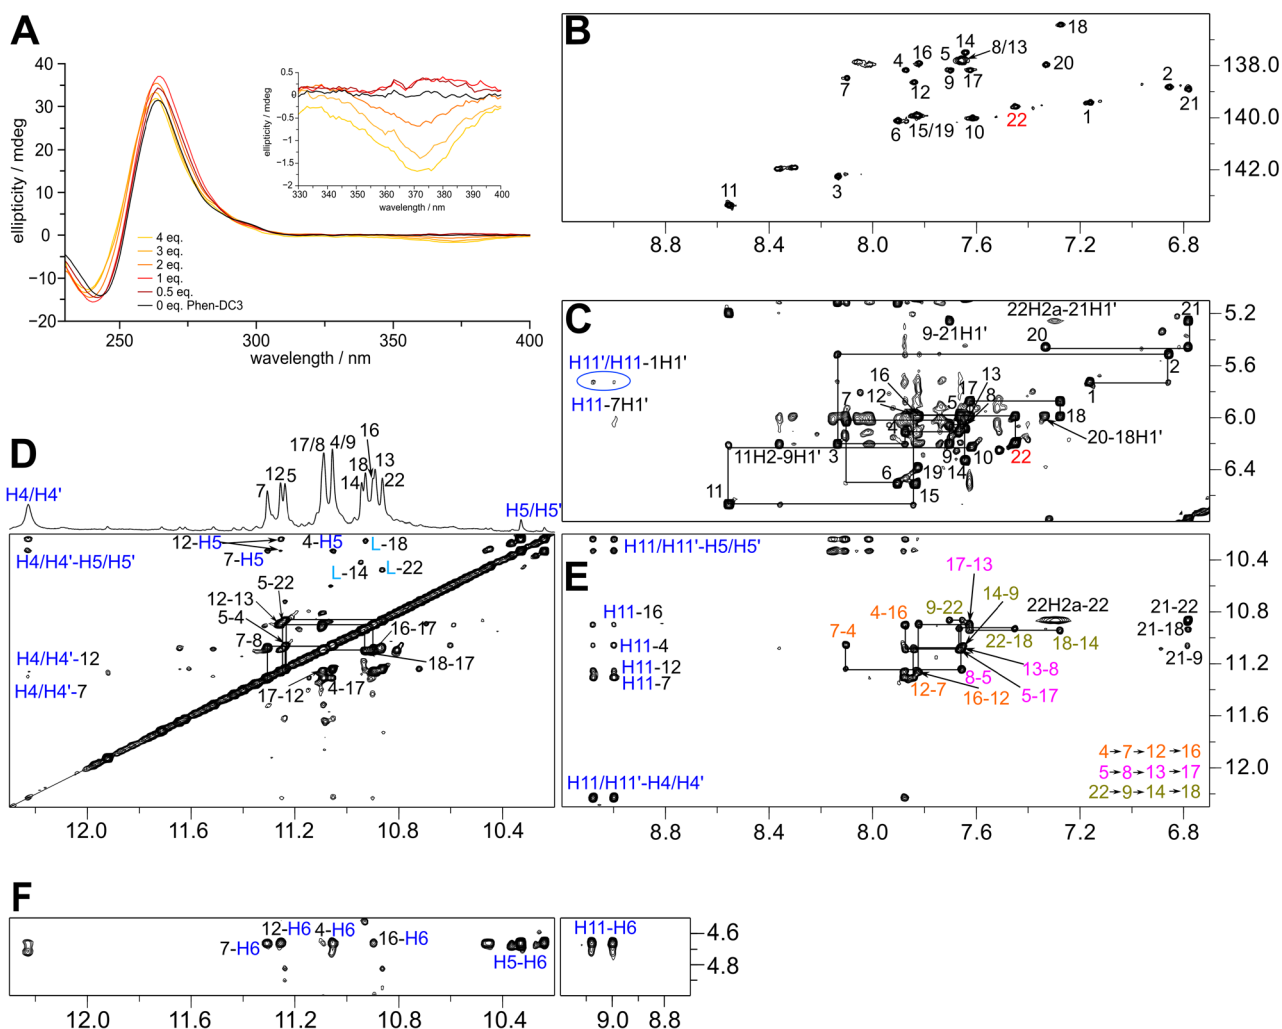 A
40
30
20
10
0
−10
−20
ellipticity / mdeg
250
300
350
400
wavelength / nm
4 eq.
3 eq.
2 eq.
1 eq.
0.5 eq.
0 eq. Phen-DC3
0.5
0
−0.5
−1
−1.5
−2
ellipticity / mdeg
330 340 350 360 370 380 390 400
wavelength / nm
B
18
14
8/13
5
16
4
20
7
12
9
17
2
21
22
1
6
15/19
10
3
11
138.0
140.0
142.0
8.8 8.4 8.0 7.6 7.2 6.8
C
22H2a-21H1'
21
9-21H1'
20
H11'/H11-1H1'
2
16
17
13
1
H11-7H1'
7
12
5
8
18
4
20-18H1'
11H2-9H1'
3
9
10
22
6
19
14
11
15
5.2
5.6
6.0
6.4
D
H4/H4'
7
12
5
17/8
4/9
14
18
16
13
22
H5/H5'
12-H5
4-H5
L-18
H4/H4'-H5/H5'
7-H5
L-14
L-22
5-22
12-13
5-4
16-17
7-8
H4/H4'-12
18-17
H4/H4'-7
17-12
4-17
12.0 11.6 11.2 10.8 10.4
E
H11/H11'-H5/H5'
17-13
14-9
4-16
9-22
22H2a-22
21-22
H11-16
7-4
22-18
18-14
21-18
H11-4
21-9
H11-12
13-8
H11-7
12-7
8-5
5-17
16-12
4→7→12→16
5→8→13→17
22→9→14→18
H11/H11'-H4/H4'
10.4
10.8
11.2
11.6
12.0
8.8 8.4 8.0 7.6 7.2 6.8
F
12-H6
4-H6
16-H6
7-H6
H5-H6
H11-H6
4.6
4.8
12.0 11.6 11.2 10.8 10.4 9.0 8.8